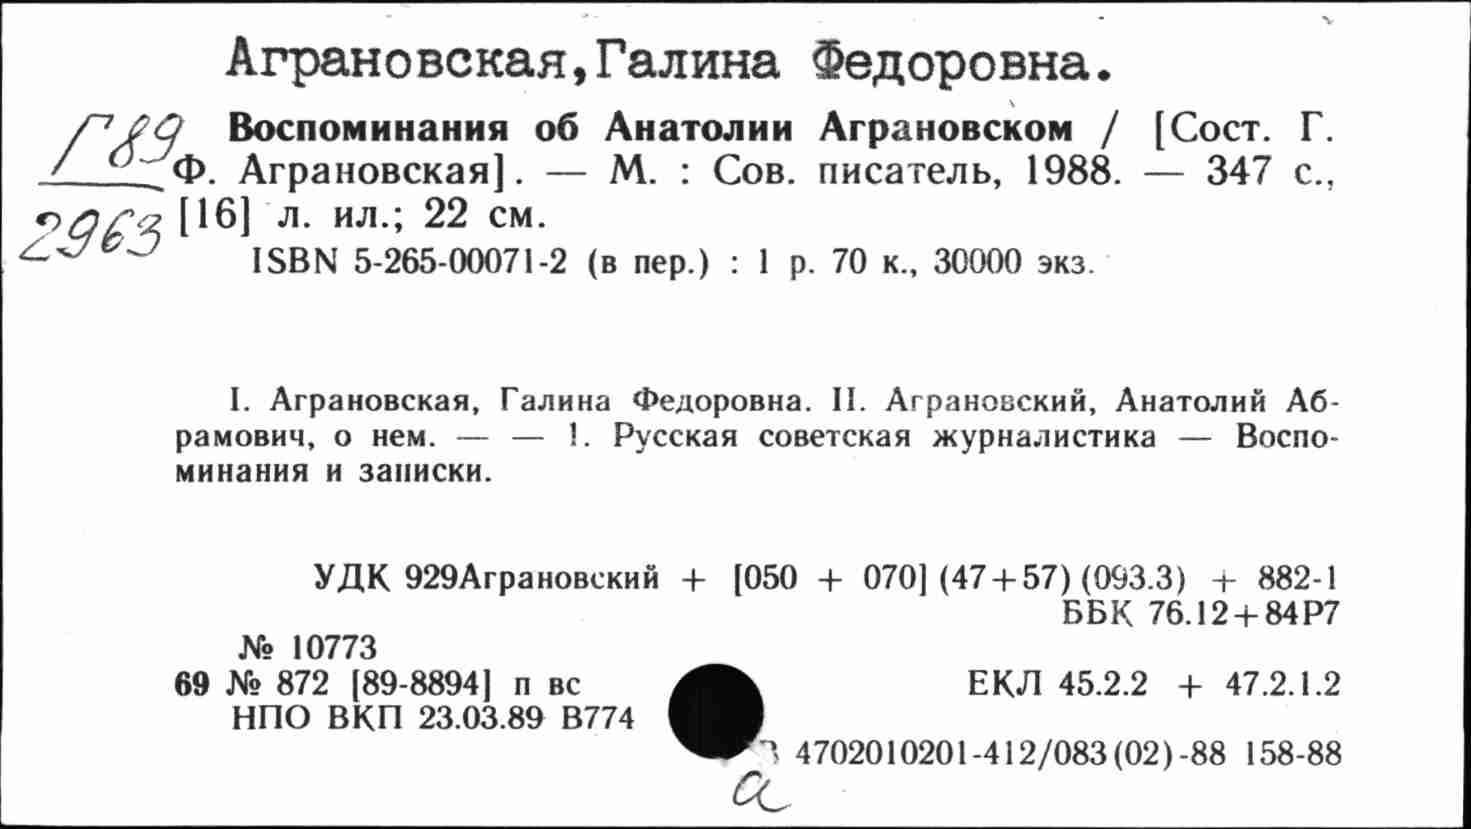 Аграновская,Галина Федоровна.
Г89
2963
Воспоминания об Анатолии Аграновском / [Сост. Г.
Ф. Аграновская]. — М. : Сов. писатель, 1988. — 347 с.,
[16] л. ил.; 22 см.
ISBN 5-265-00071-2 (в пер.) : 1 р. 70 к., 30000 экз.
I. Аграновская, Галина Федоровна. II. Аграновский, Анатолий Аб-
рамович, о нем. — — 1. Русская советская журналистика — Воспо-
минания и записки.
УДК 929Аграновский + [050 + 070] (47+57) (093.3) + 882-1
ББК 76.12+84Р7
№ 10773
69 № 872 [89-8894] п вс
ЕКЛ 45.2.2 + 47.2.1.2
НПО ВКП 23.03.89 В774
4702010201-412/083(02)-88 158-88
а